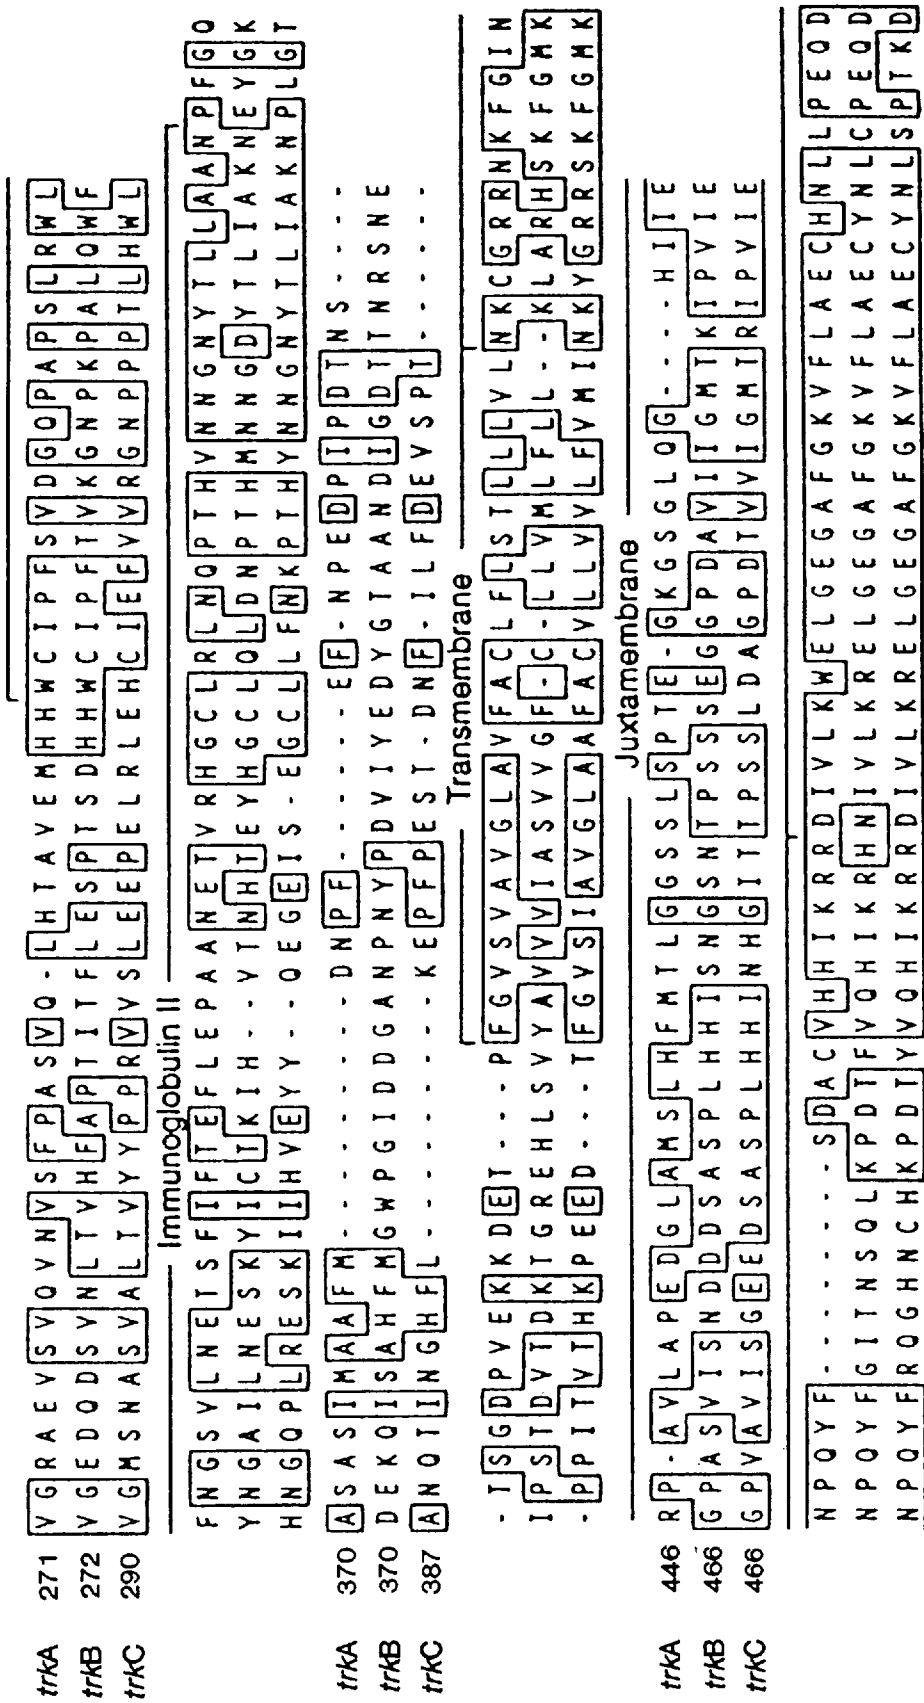 trkA 271 V G R A E V S V Q V N V S F P A S V Q - L H T A V E M H H W C I P F S V D G Q P A P S L R W L
trkB 272 V G E D Q D S V N L T V H F A P T I T F L E S P T S D H H W C I P F T V K G N P K P A L Q W F
trkC 290 V G M S N A S V A L T V Y Y P P R V V S L E E P E L R L E H C I E F V V R G N P P P T L H W L
Immunoglobulin II
F N G S V L N E T S F I F T E F L E P A A N E T V R H G C L R L N Q P T H V N N G N Y T L L A A N P F G Q
Y N G A I L N E S K Y I C T K I H - - V T N H T E Y H G C L Q L D N P T H M N N G D Y T L I A K N E Y G K
H N G Q P L R E S K I I H V E Y Y - - Q E G E I S - E G C L L F N K P T H Y N N G N Y T L I A K N P L G T
trkA 370 A S A S I M A A F M - - - - - - - - - D N P F - - - - - - E F - N P E D P I P D T N S - - - -
trkB 370 D E K Q I S A H F M G W P G I D D G A N P N Y P D V I Y E D Y G T A A N D I G D T T N R S N E
trkC 387 A N Q T I N G H F L - - - - - - - - - K E P F P E S T - D N F - I L F D E V S P T - - - - - -
Transmembrane
- T S G D P V E K K D E T - - - P F G V S V A V G L A V F A C L F L S T L L L V L N K C G R R N K F G I N
I P S T D V T D K T G R E H L S V Y A V V V I A S V V G F - C - L L V M L F L L - - K L A R H S K F G M K
- P P I T V T H K P E E D - - - T F G V S I A V G L A A F A C V L L V V L F V M I N K Y G R R S K F G M K
Juxtamembrane
trkA 446 R P - A V L A P E D G L A M S L H F M T L G G S S L S P T E - G K G S G L Q G - - - - H I I E
trkB 466 G P A S V I S N D D D S A S P L H H I S N G S N T P S S S E G G P D A V I I G M T K I P V I E
trkC 466 G P V A V I S G E E D S A S P L H H I N H G I T T P S S L D A G P D T V V I G M T R I P V I E
N P Q Y F - - - - - - - - S D A C V H H I K R R D I V L K W E L G E G A F G K V F L A E C H N L L P E Q D
N P Q Y F G I T N S Q L K P D T F V Q H I K R H N I V L K R E L G E G A F G K V F L A E C Y N L C P E Q D
N P Q Y F R Q G H N C H K P D T Y V Q H I K R R D I V L K R E L G E G A F G K V F L A E C Y N L S P T K D